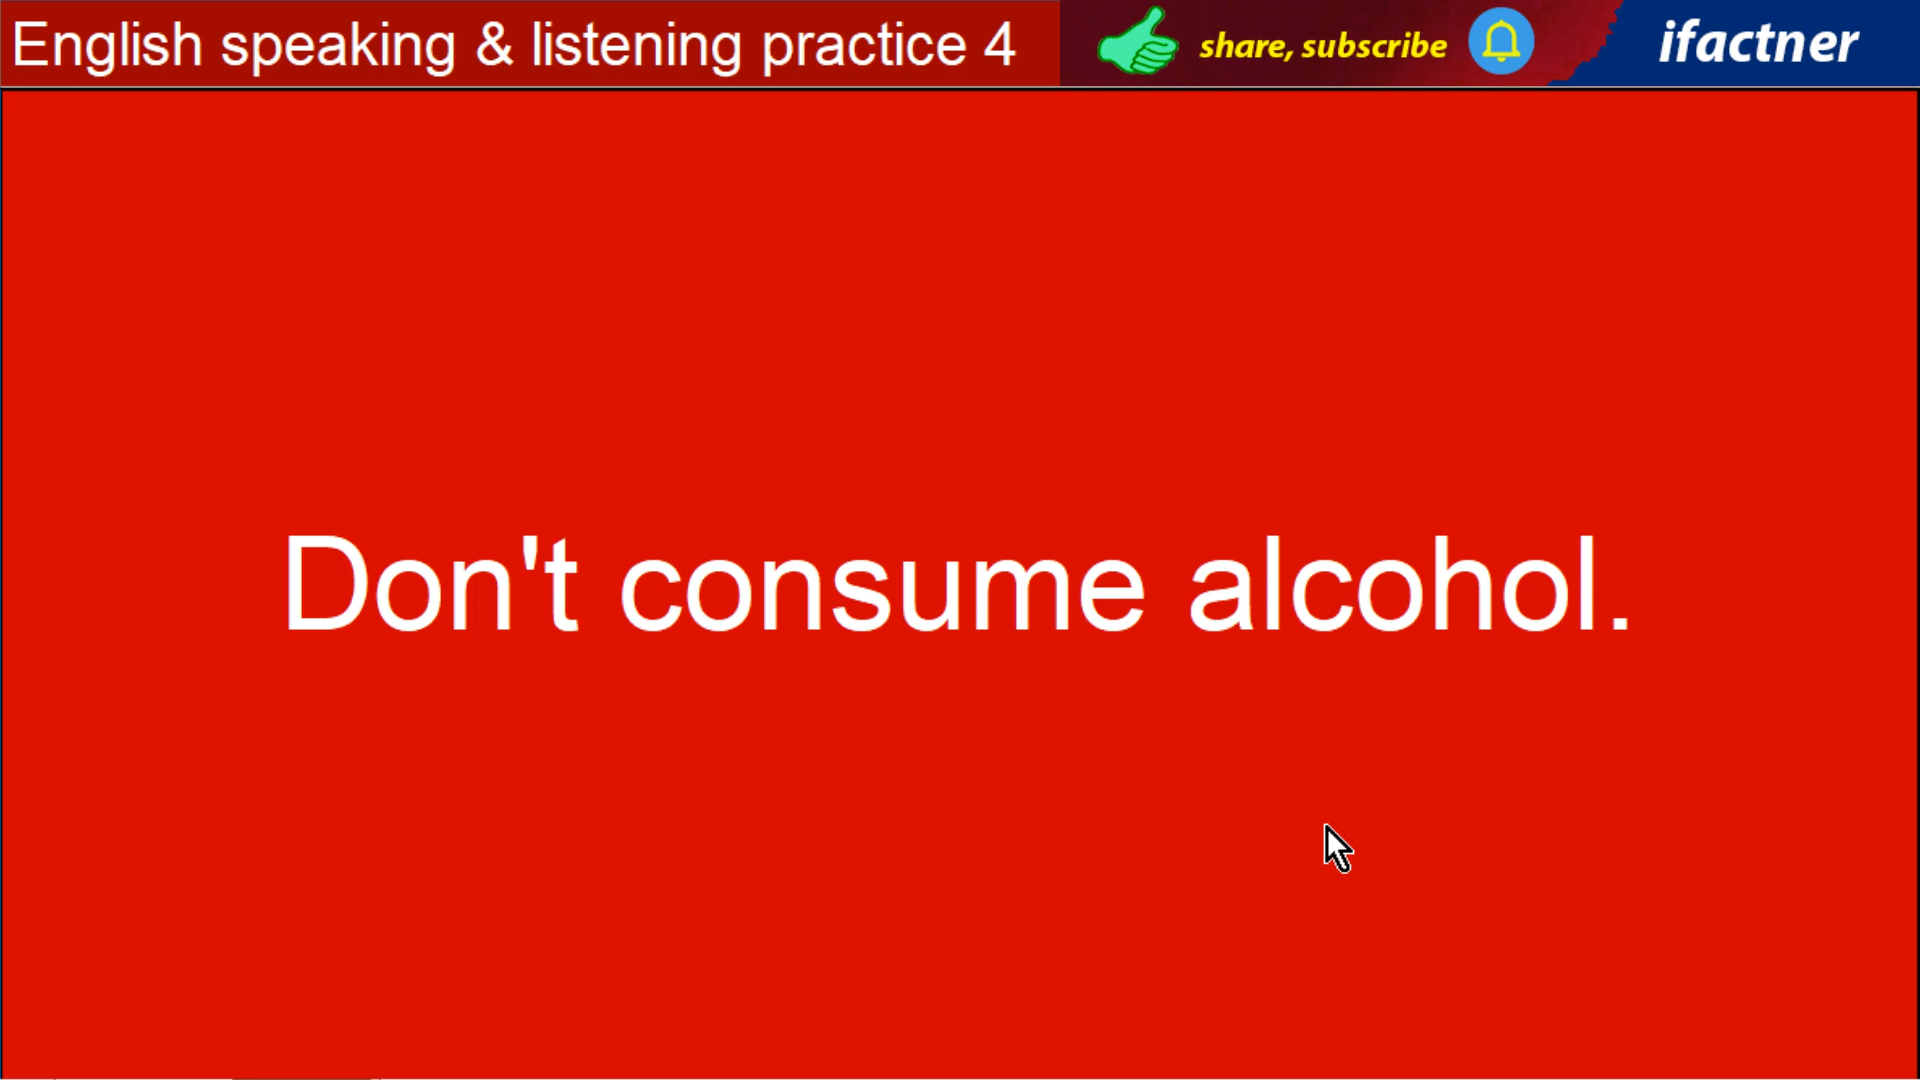 English speaking & listening practice 4
share, subscribe
ifactner
Don't consume alcohol.